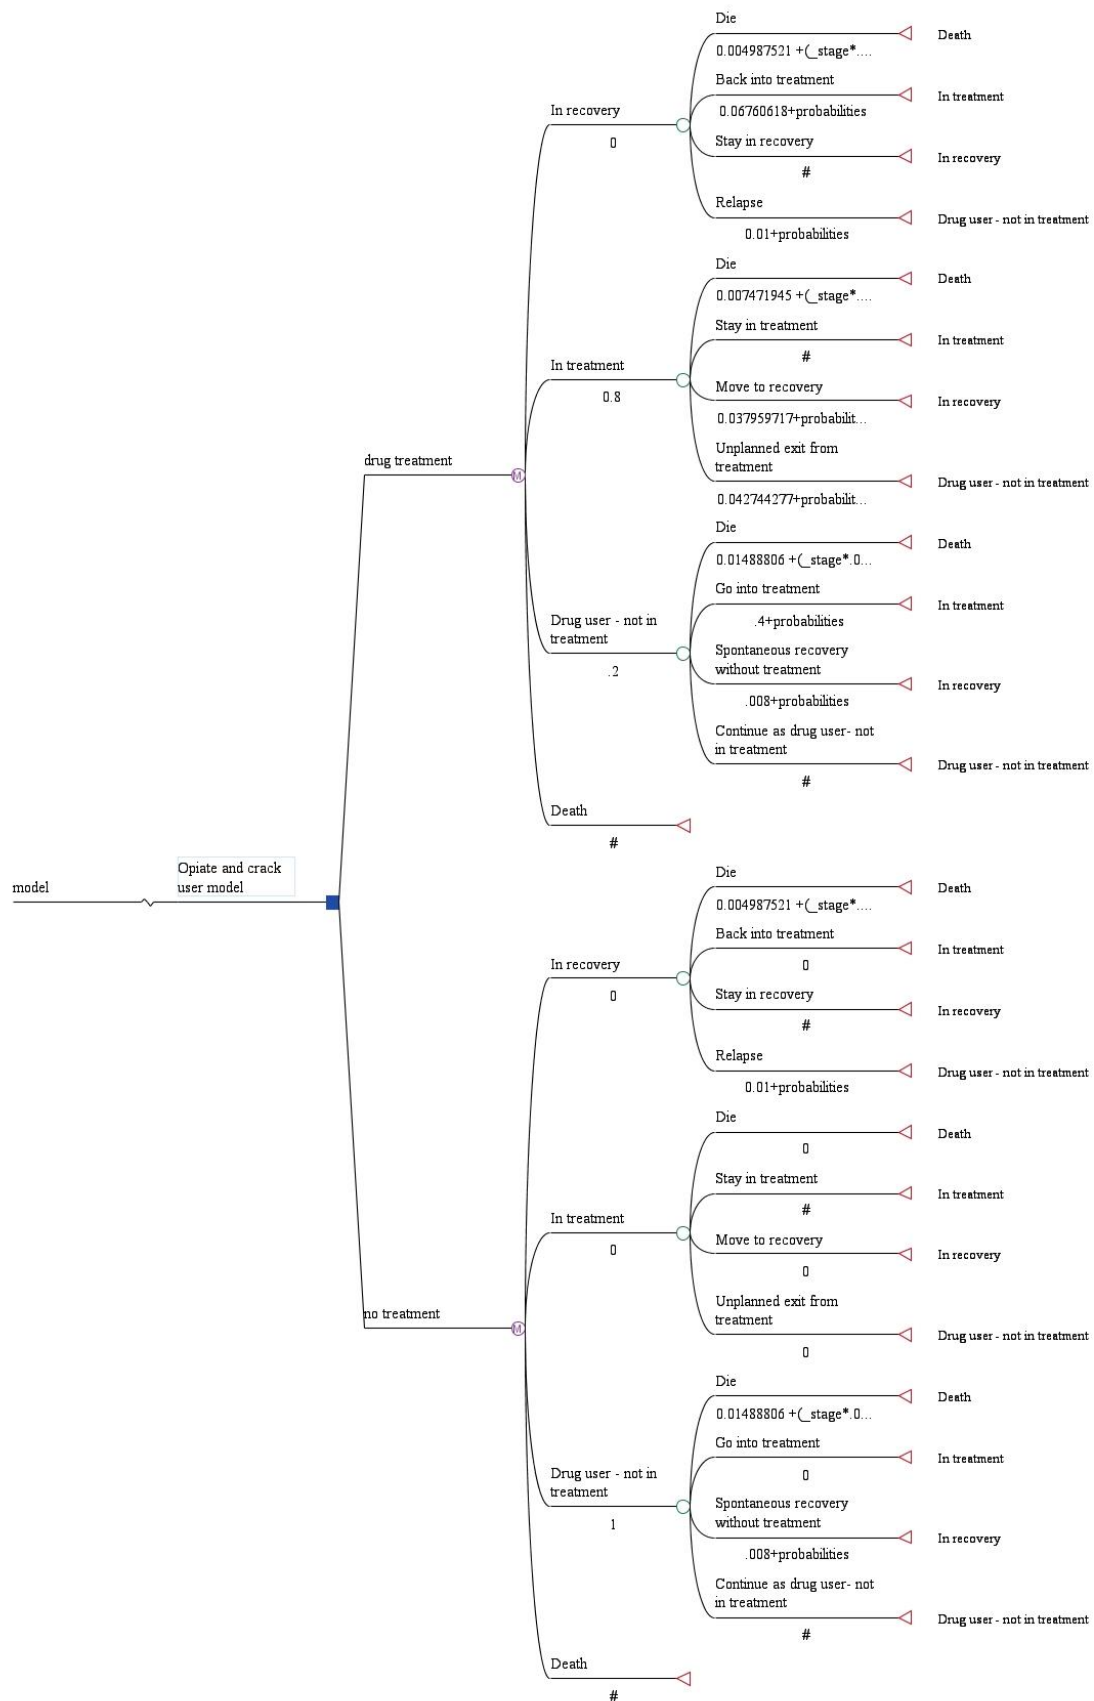 model
Opiate and crack
user model
drug treatment
In recovery
0
Die
0.004987521 +(_stage*....
Death
Back into treatment
0.06760618+probabilities
In treatment
Stay in recovery
#
In recovery
Relapse
0.01+probabilities
Drug user - not in treatment
In treatment
0.8
Die
0.007471945 +(_stage*....
Death
Stay in treatment
#
In treatment
Move to recovery
0.037959717+probabilit...
In recovery
Unplanned exit from
treatment
0.042744277+probabilit...
Drug user - not in treatment
Drug user - not in
treatment
.2
Die
0.01488806 +(_stage*.0...
Death
Go into treatment
.4+probabilities
In treatment
Spontaneous recovery
without treatment
.008+probabilities
In recovery
Continue as drug user- not
in treatment
#
Drug user - not in treatment
Death
#
no treatment
In recovery
0
Die
0.004987521 +(_stage*....
Death
Back into treatment
0
In treatment
Stay in recovery
#
In recovery
Relapse
0.01+probabilities
Drug user - not in treatment
In treatment
0
Die
0
Death
Stay in treatment
#
In treatment
Move to recovery
0
In recovery
Unplanned exit from
treatment
0
Drug user - not in treatment
Drug user - not in
treatment
1
Die
0.01488806 +(_stage*.0...
Death
Go into treatment
0
In treatment
Spontaneous recovery
without treatment
.008+probabilities
In recovery
Continue as drug user- not
in treatment
#
Drug user - not in treatment
Death
#